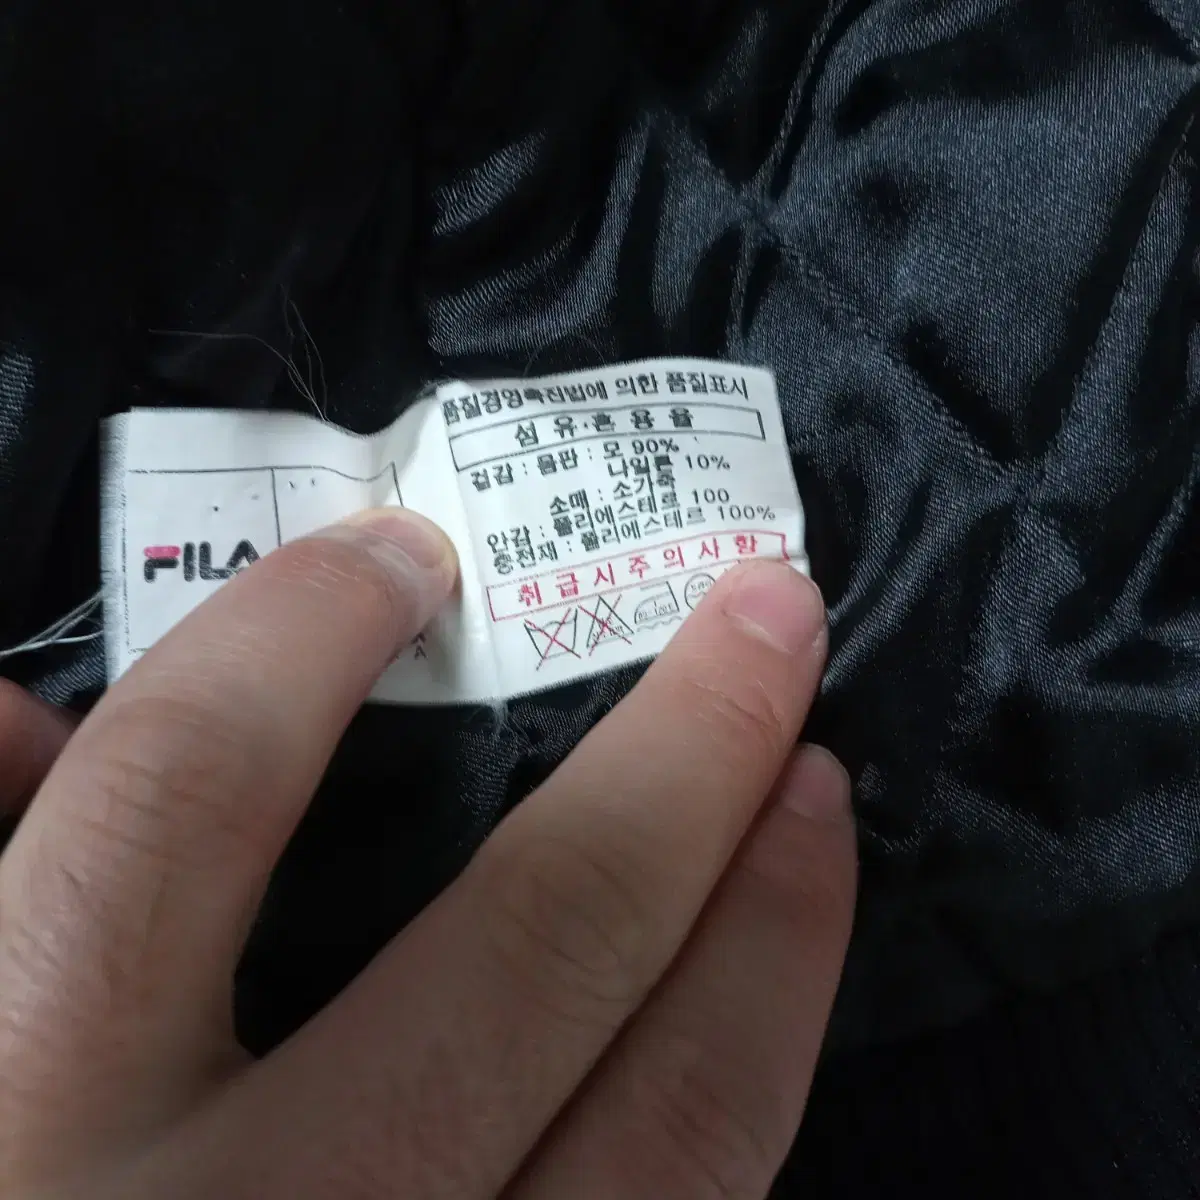 FILA
A
품질경영촉진법에 의한 품질표시
섬 유·혼 용 율
겉감 : 몸판 : 모 90%
나일론 10%
소매 : 소가죽
안감 : 폴리에스테르 100
충전재 : 폴리에스테르 100%
취 급 시 주 의 사 항